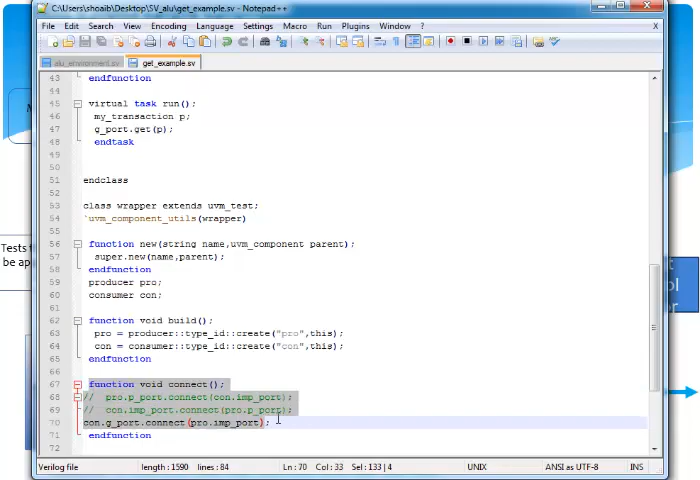 C:\Users\shoaib\Desktop\SV_alu\get_example.sv - Notepad++
File Edit Search View Encoding Language Settings Macro Run Plugins Window ? X
alu_environment.sv get_example.sv
43 endfunction
44
45 virtual task run();
46 my_transaction p;
47 g_port.get(p);
48 endtask
49
50
51 endclass
52
53 class wrapper extends uvm_test;
54 `uvm_component_utils(wrapper)
55
56 function new(string name,uvm_component parent);
57 super.new(name,parent);
58 endfunction
59 producer pro;
60 consumer con;
61
62 function void build();
63 pro = producer::type_id::create("pro",this);
64 con = consumer::type_id::create("con",this);
65 endfunction
66
67 function void connect();
68 // pro.p_port.connect(con.imp_port);
69 // con.imp_port.connect(pro.p_port);
70 con.g_port.connect(pro.imp_port);
71 endfunction
72
Tests
be ap
Verilog file length : 1590 lines : 84 Ln : 70 Col : 33 Sel : 133 | 4 UNIX ANSI as UTF-8 INS